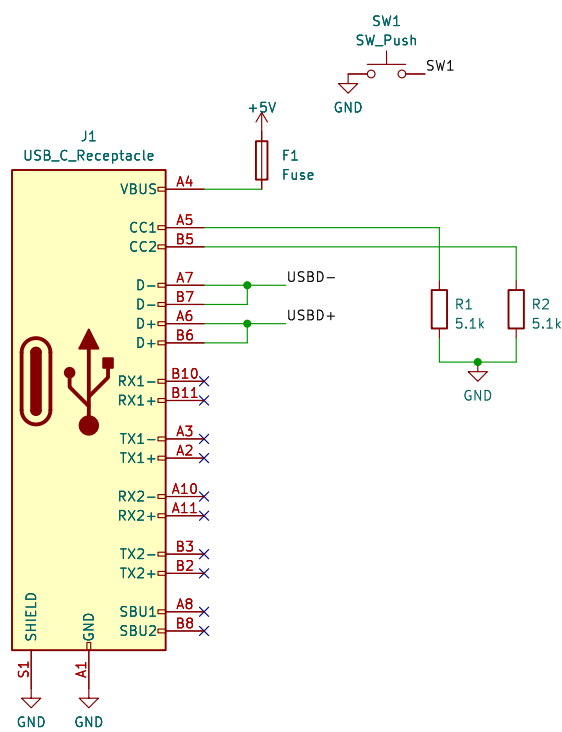 SW1
SW_Push
SW1
GND
+5V
J1
USB_C_Receptacle
F1
Fuse
VBUS A4
CC1 A5
CC2 B5
D- A7
USBD-
D- B7
D+ A6
USBD+
D+ B6
R1
5.1k
R2
5.1k
RX1- B10
RX1+ B11
GND
TX1- A3
TX1+ A2
RX2- A10
RX2+ A11
TX2- B3
TX2+ B2
SBU1 A8
SBU2 B8
SHIELD
GND
S1
A1
GND
GND